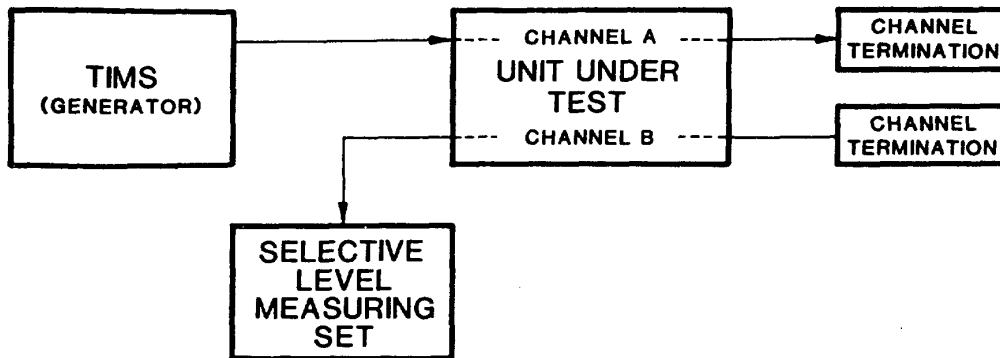 TIMS
(GENERATOR)
CHANNEL A
UNIT UNDER
TEST
CHANNEL B
CHANNEL
TERMINATION
CHANNEL
TERMINATION
SELECTIVE
LEVEL
MEASURING
SET